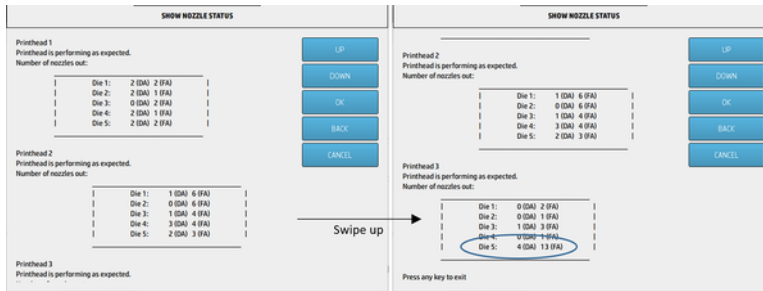 SHOW NOZZLE STATUS
Printhead 1
Printhead is performing as expected.
Number of nozzles out:
| Die 1: 2 (DA) 2 (FA) |
| Die 2: 2 (DA) 1 (FA) |
| Die 3: 0 (DA) 2 (FA) |
| Die 4: 2 (DA) 1 (FA) |
| Die 5: 2 (DA) 2 (FA) |
Printhead 2
Printhead is performing as expected.
Number of nozzles out:
| Die 1: 1 (DA) 6 (FA) |
| Die 2: 0 (DA) 6 (FA) |
| Die 3: 1 (DA) 4 (FA) |
| Die 4: 3 (DA) 4 (FA) |
| Die 5: 2 (DA) 3 (FA) |
Printhead 3
Printhead is performing as expected.
UP
DOWN
OK
BACK
CANCEL
Swipe up
SHOW NOZZLE STATUS
Printhead 2
Printhead is performing as expected.
Number of nozzles out:
| Die 1: 1 (DA) 6 (FA) |
| Die 2: 0 (DA) 6 (FA) |
| Die 3: 1 (DA) 4 (FA) |
| Die 4: 3 (DA) 4 (FA) |
| Die 5: 2 (DA) 3 (FA) |
Printhead 3
Printhead is performing as expected.
Number of nozzles out:
| Die 1: 0 (DA) 2 (FA) |
| Die 2: 0 (DA) 1 (FA) |
| Die 3: 1 (DA) 3 (FA) |
| Die 4: 0 (DA) 1 (FA) |
| Die 5: 4 (DA) 13 (FA) |
Press any key to exit
UP
DOWN
OK
BACK
CANCEL